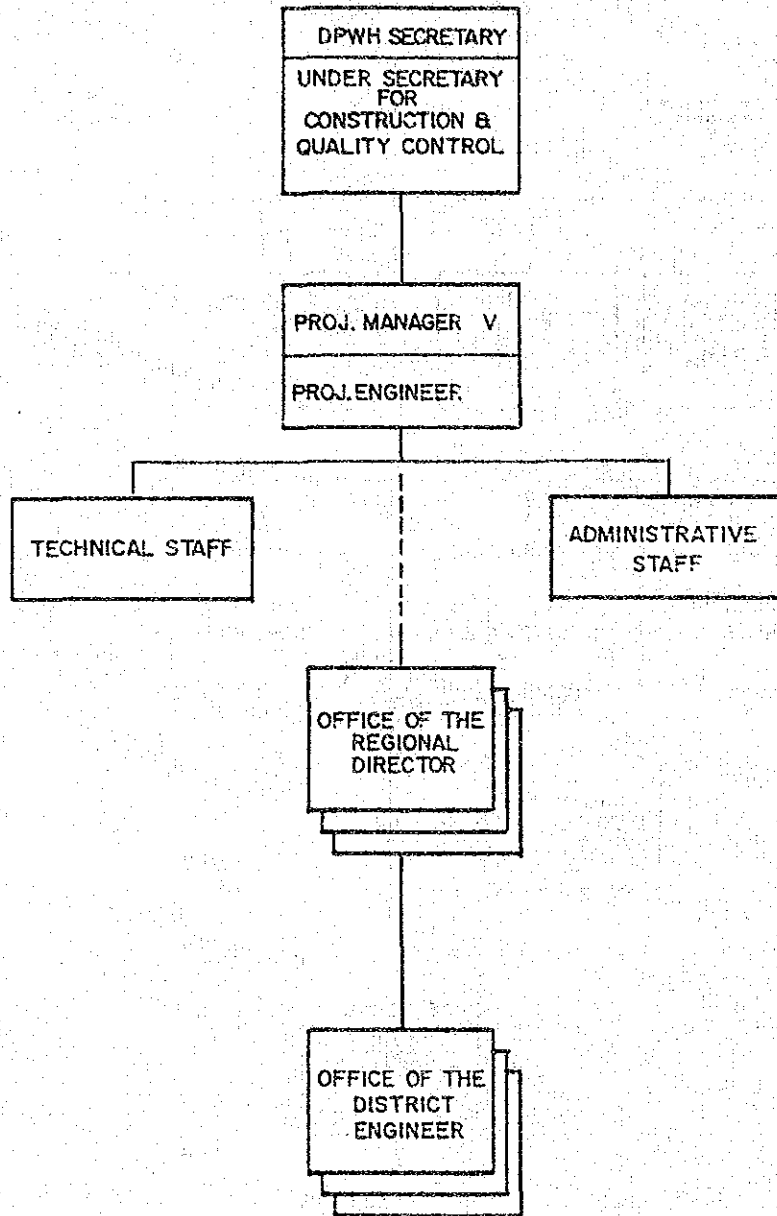 DPWH SECRETARY
UNDER SECRETARY
FOR
CONSTRUCTION &
QUALITY CONTROL
PROJ. MANAGER V
PROJ. ENGINEER
TECHNICAL STAFF
ADMINISTRATIVE
STAFF
OFFICE OF THE
REGIONAL
DIRECTOR
OFFICE OF THE
DISTRICT
ENGINEER